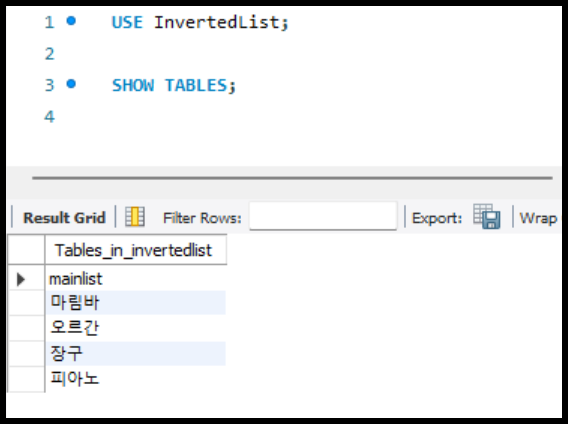 1 USE InvertedList;
2
3 SHOW TABLES;
4
Result Grid Filter Rows: Export: Wrap
Tables_in_invertedlist
mainlist
마림바
오르간
장구
피아노